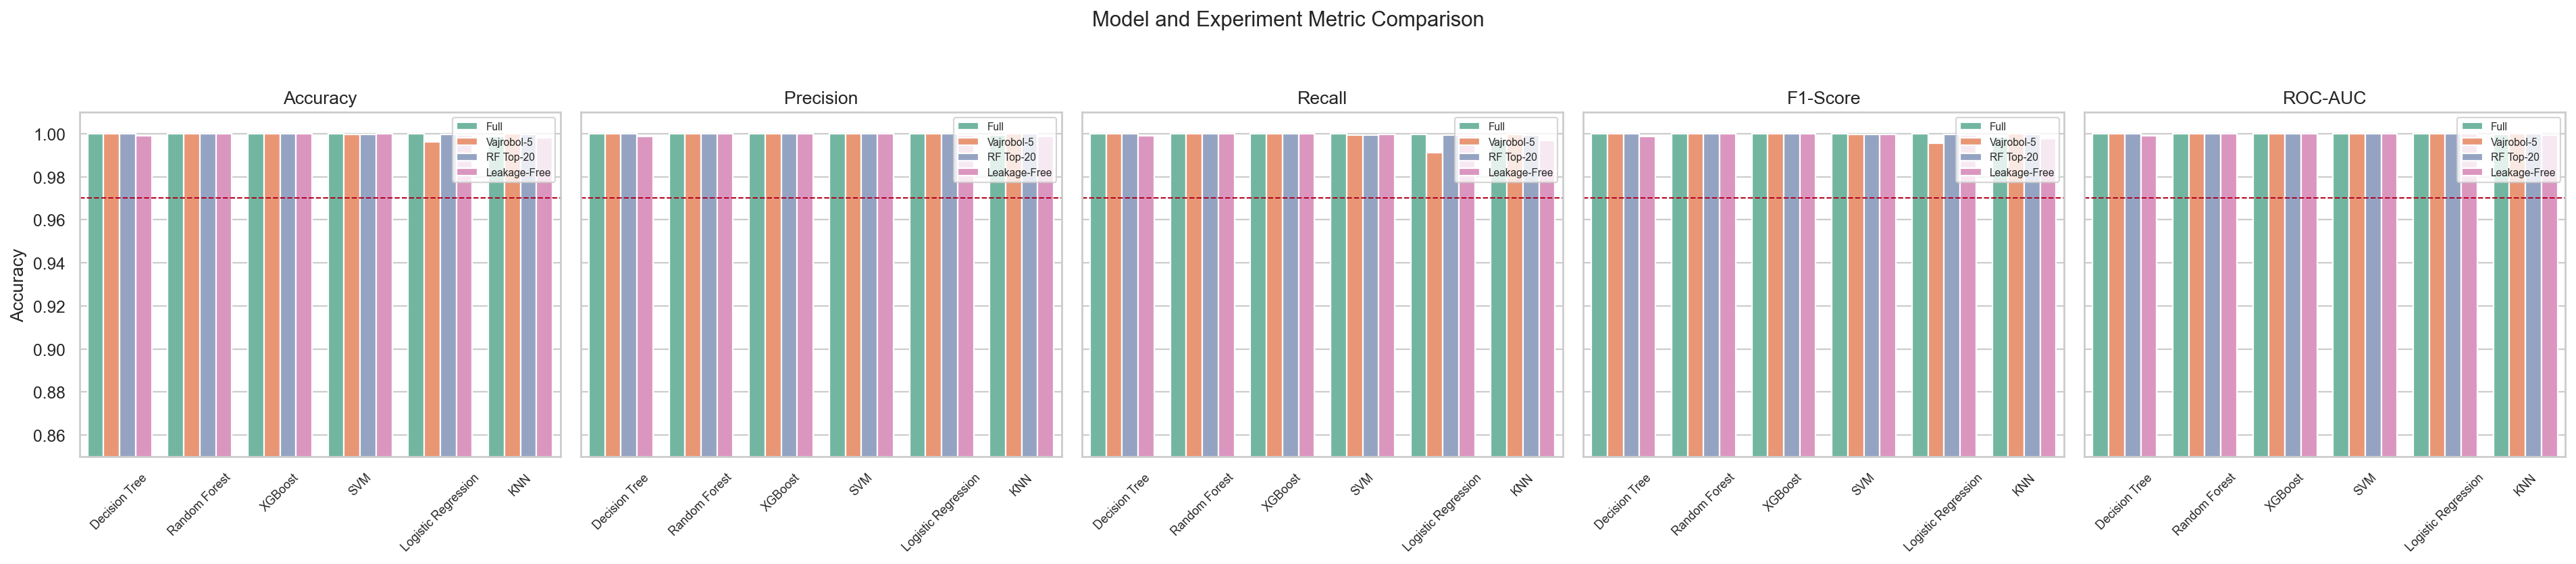 Model and Experiment Metric Comparison
Accuracy
Precision
Recall
F1-Score
ROC-AUC
Accuracy
1.00
0.98
0.96
0.94
0.92
0.90
0.88
0.86
Full
Vajrobol-5
RF Top-20
Leakage-Free
Full
Vajrobol-5
RF Top-20
Leakage-Free
Full
Vajrobol-5
RF Top-20
Leakage-Free
Full
Vajrobol-5
RF Top-20
Leakage-Free
Full
Vajrobol-5
RF Top-20
Leakage-Free
Decision Tree
Random Forest
XGBoost
SVM
Logistic Regression
KNN
Decision Tree
Random Forest
XGBoost
SVM
Logistic Regression
KNN
Decision Tree
Random Forest
XGBoost
SVM
Logistic Regression
KNN
Decision Tree
Random Forest
XGBoost
SVM
Logistic Regression
KNN
Decision Tree
Random Forest
XGBoost
SVM
Logistic Regression
KNN